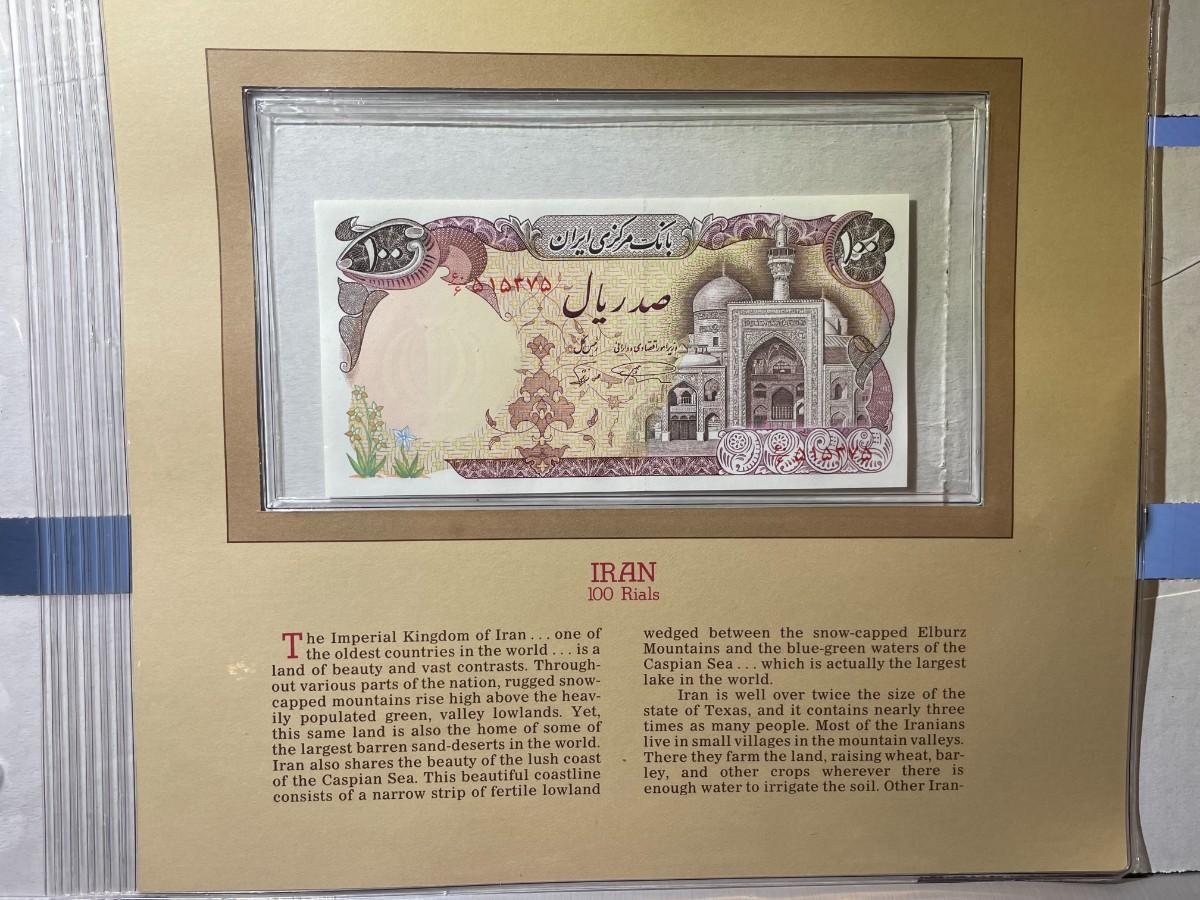 بانک مرکزی ایران
۱۰۰
۱۰۰
۵۱۵۳۷۵
صد ریال
وزیر امور اقتصادی و دارائی
رئیس کل
۵۱۵۳۷۵
IRAN
100 Rials
The Imperial Kingdom of Iran . . . one of
the oldest countries in the world . . . is a
land of beauty and vast contrasts. Through-
out various parts of the nation, rugged snow-
capped mountains rise high above the heav-
ily populated green, valley lowlands. Yet,
this same land is also the home of some of
the largest barren sand-deserts in the world.
Iran also shares the beauty of the lush coast
of the Caspian Sea. This beautiful coastline
consists of a narrow strip of fertile lowland
wedged between the snow-capped Elburz
Mountains and the blue-green waters of the
Caspian Sea . . . which is actually the largest
lake in the world.
Iran is well over twice the size of the
state of Texas, and it contains nearly three
times as many people. Most of the Iranians
live in small villages in the mountain valleys.
There they farm the land, raising wheat, bar-
ley, and other crops wherever there is
enough water to irrigate the soil. Other Iran-